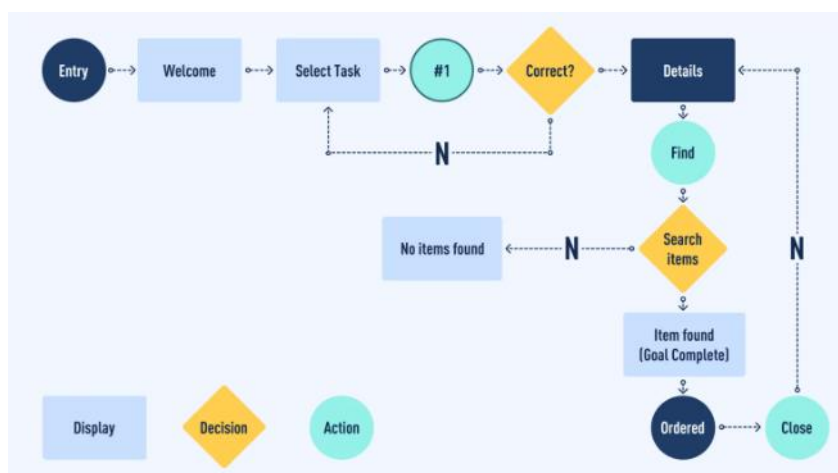 Entry
Welcome
Select Task
#1
Correct?
Details
N
Find
No items found
N
Search
items
N
Item found
(Goal Complete)
Display
Decision
Action
Ordered
Close